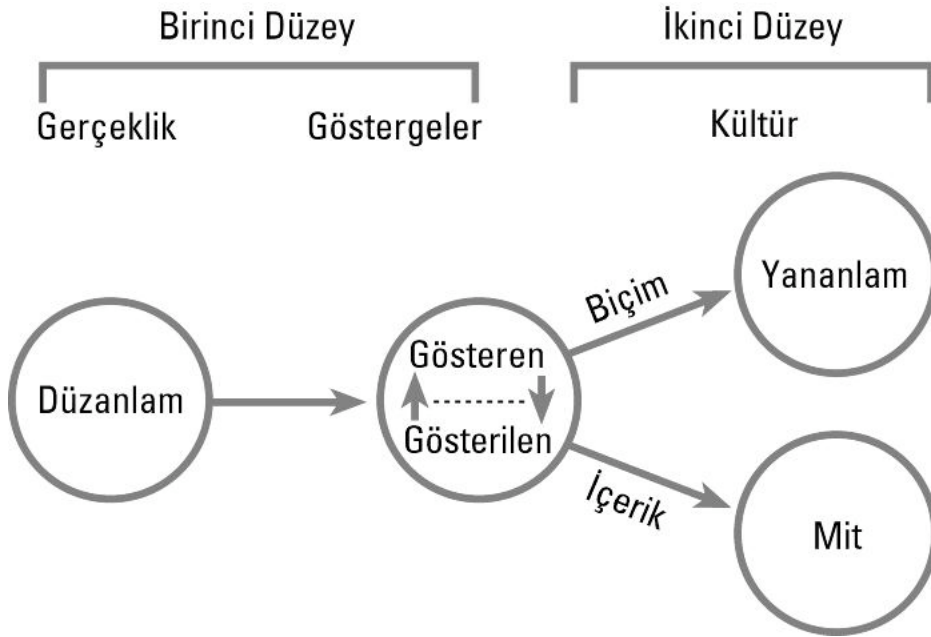 Birinci Düzey
İkinci Düzey
Gerçeklik
Göstergeler
Kültür
Yananlam
Biçim
Gösteren
Düzanlam
Gösterilen
İçerik
Mit